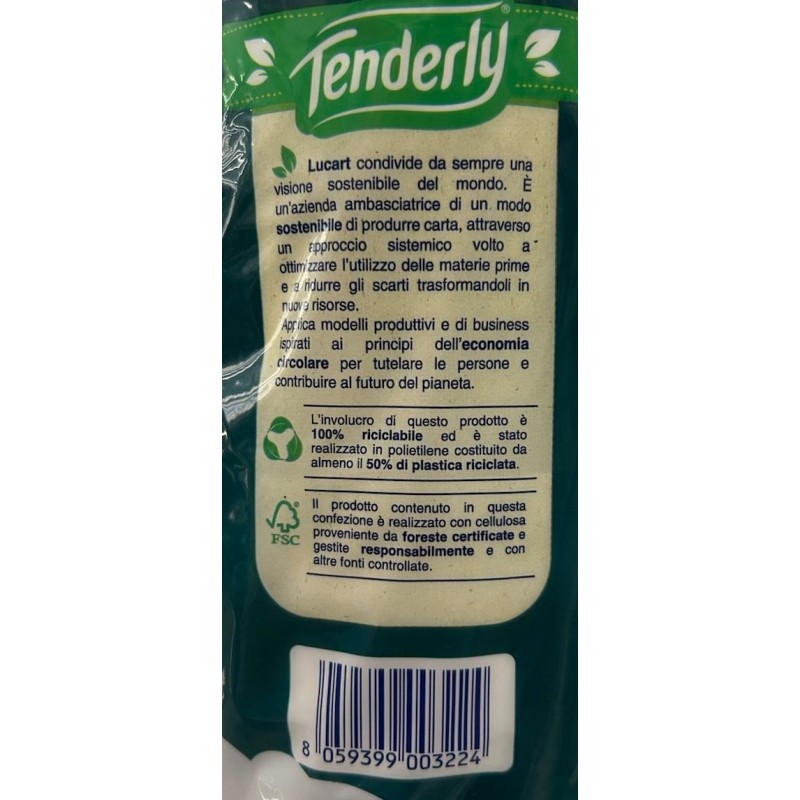 Tenderly®
Lucart condivide da sempre una
visione sostenibile del mondo. È
un'azienda ambasciatrice di un modo
sostenibile di produrre carta, attraverso
un approccio sistemico volto a
ottimizzare l'utilizzo delle materie prime
e a ridurre gli scarti trasformandoli in
nuove risorse.
Applica modelli produttivi e di business
ispirati ai principi dell'economia
circolare per tutelare le persone e
contribuire al futuro del pianeta.
L'involucro di questo prodotto è
100% riciclabile ed è stato
realizzato in polietilene costituito da
almeno il 50% di plastica riciclata.
Il prodotto contenuto in questa
confezione è realizzato con cellulosa
proveniente da foreste certificate e
gestite responsabilmente e con
altre fonti controllate.
FSC
8 059399 003224